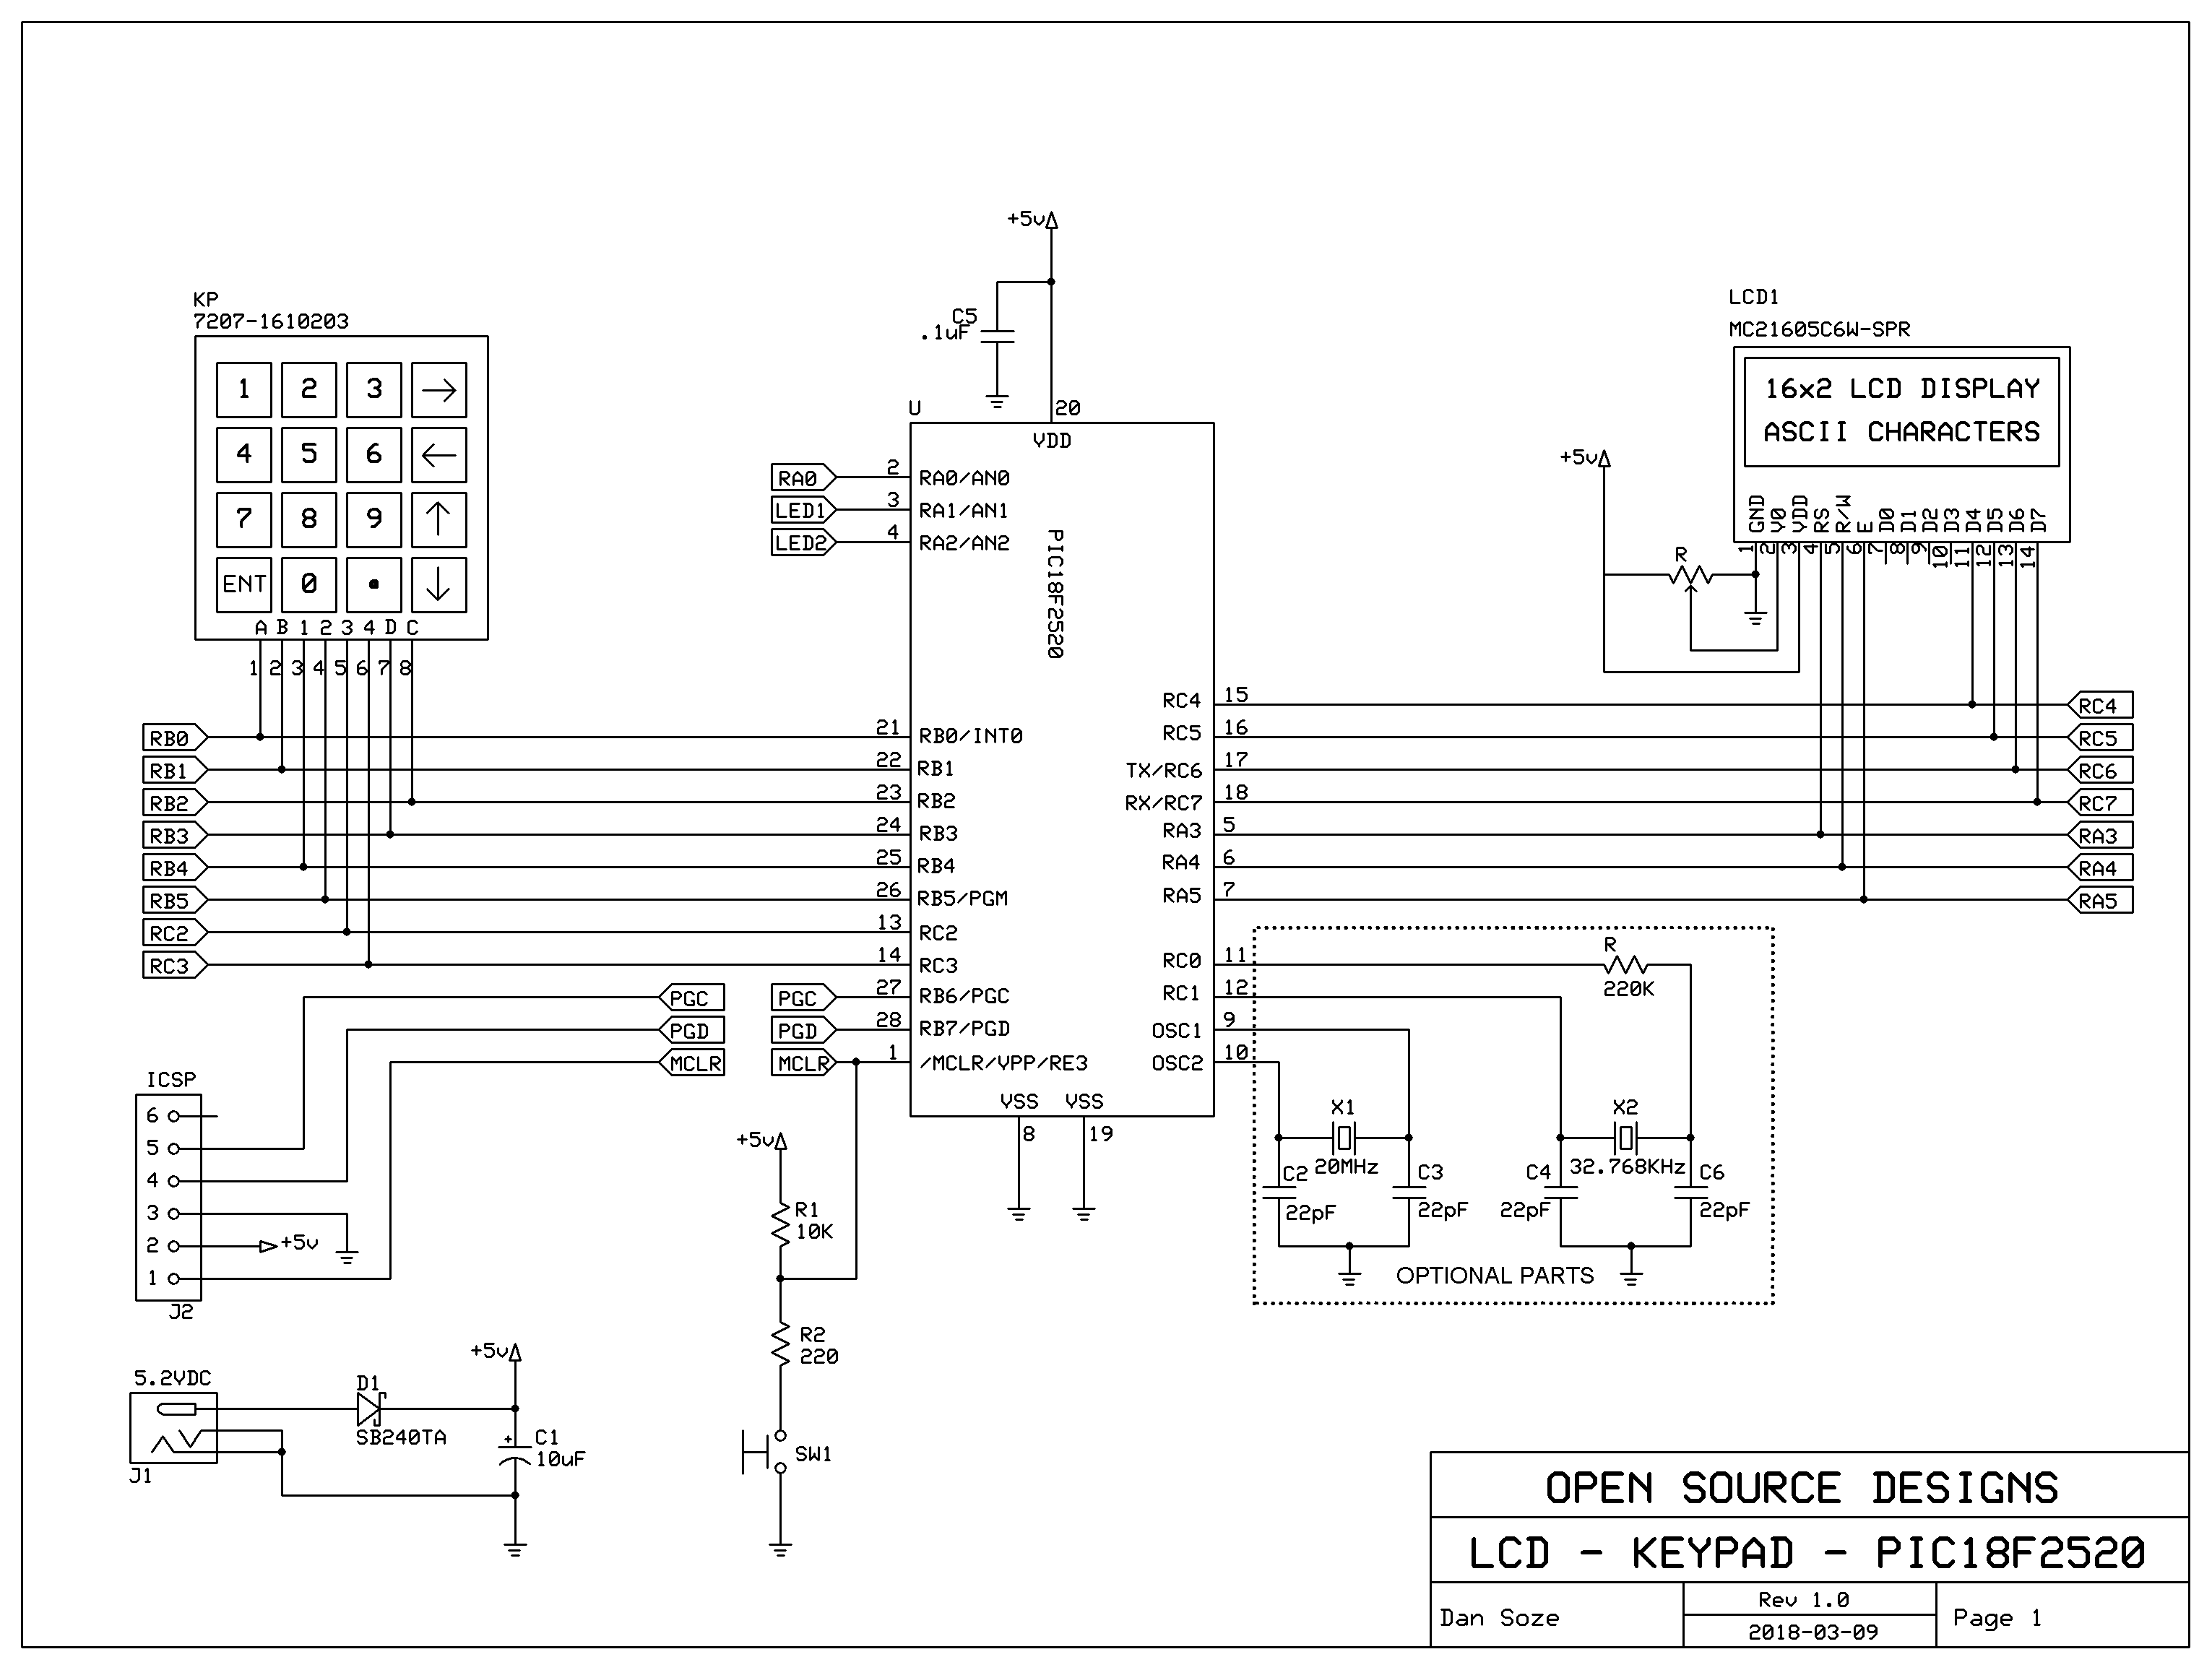 +5v
KP
7207-1610203
1 2 3 →
4 5 6 ←
7 8 9 ↑
ENT 0 . ↓
A B 1 2 3 4 D C
1 2 3 4 5 6 7 8
C5
.1uF
U
20
VDD
PIC18F2520
RA0 2 RA0/AN0
LED1 3 RA1/AN1
LED2 4 RA2/AN2
LCD1
MC21605C6W-SPR
16x2 LCD DISPLAY
ASCII CHARACTERS
GND V0 VDD RS R/W E D0 D1 D2 D3 D4 D5 D6 D7
1 2 3 4 5 6 7 8 9 10 11 12 13 14
+5v
R
RB0 21 RB0/INT0
RB1 22 RB1
RB2 23 RB2
RB3 24 RB3
RB4 25 RB4
RB5 26 RB5/PGM
RC2 13 RC2
RC3 14 RC3
PGC PGC 27 RB6/PGC
PGD PGD 28 RB7/PGD
MCLR MCLR 1 /MCLR/VPP/RE3
RC4 15 RC4
RC5 16 RC5
TX/RC6 17 RC6
RX/RC7 18 RC7
RA3 5 RA3
RA4 6 RA4
RA5 7 RA5
RC0 11
RC1 12
OSC1 9
OSC2 10
R
220K
VSS VSS
8 19
X1
20MHz
C2
22pF
C3
22pF
X2
32.768KHz
C4
22pF
C6
22pF
OPTIONAL PARTS
ICSP
6
5
4
3
2 +5v
1
J2
+5v
R1
10K
R2
220
SW1
5.2VDC
J1
D1
SB240TA
+5v
+
C1
10uF
OPEN SOURCE DESIGNS
LCD - KEYPAD - PIC18F2520
Dan Soze
Rev 1.0
2018-03-09
Page 1